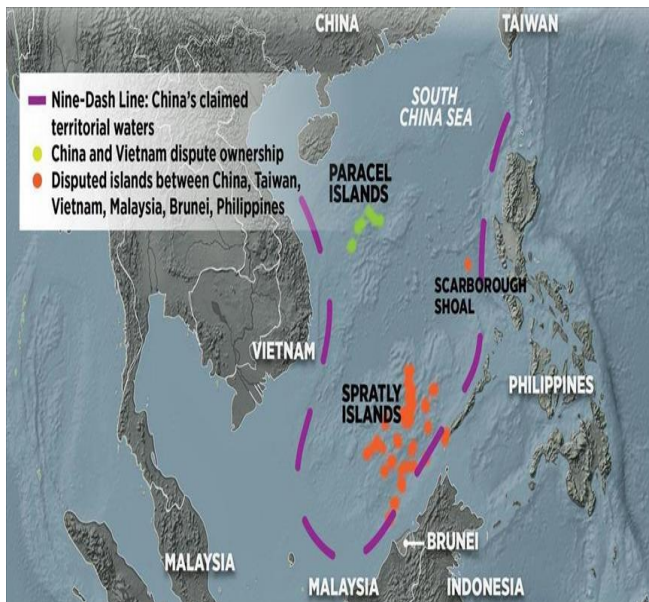 CHINA
TAIWAN
Nine-Dash Line: China's claimed
territorial waters
China and Vietnam dispute ownership
Disputed islands between China, Taiwan,
Vietnam, Malaysia, Brunei, Philippines
SOUTH
CHINA SEA
PARACEL
ISLANDS
SCARBOROUGH
SHOAL
VIETNAM
SPRATLY
ISLANDS
PHILIPPINES
BRUNEI
MALAYSIA
MALAYSIA
INDONESIA